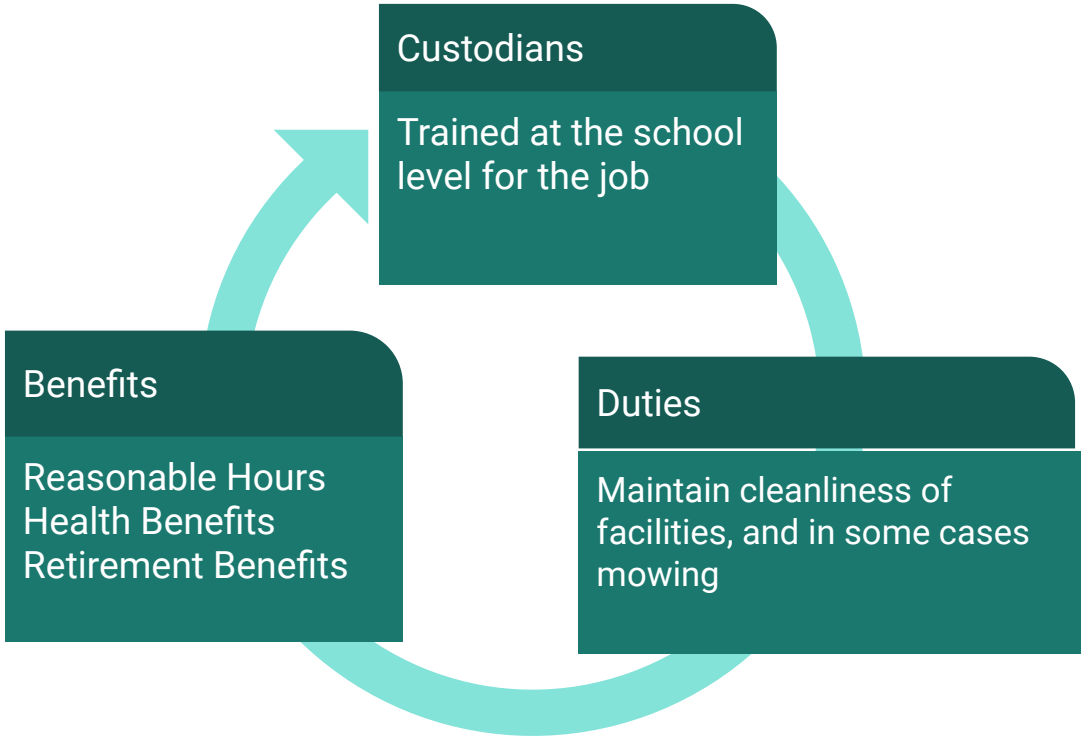 Custodians
Trained at the school
level for the job
Duties
Maintain cleanliness of
facilities, and in some cases
mowing
Benefits
Reasonable Hours
Health Benefits
Retirement Benefits